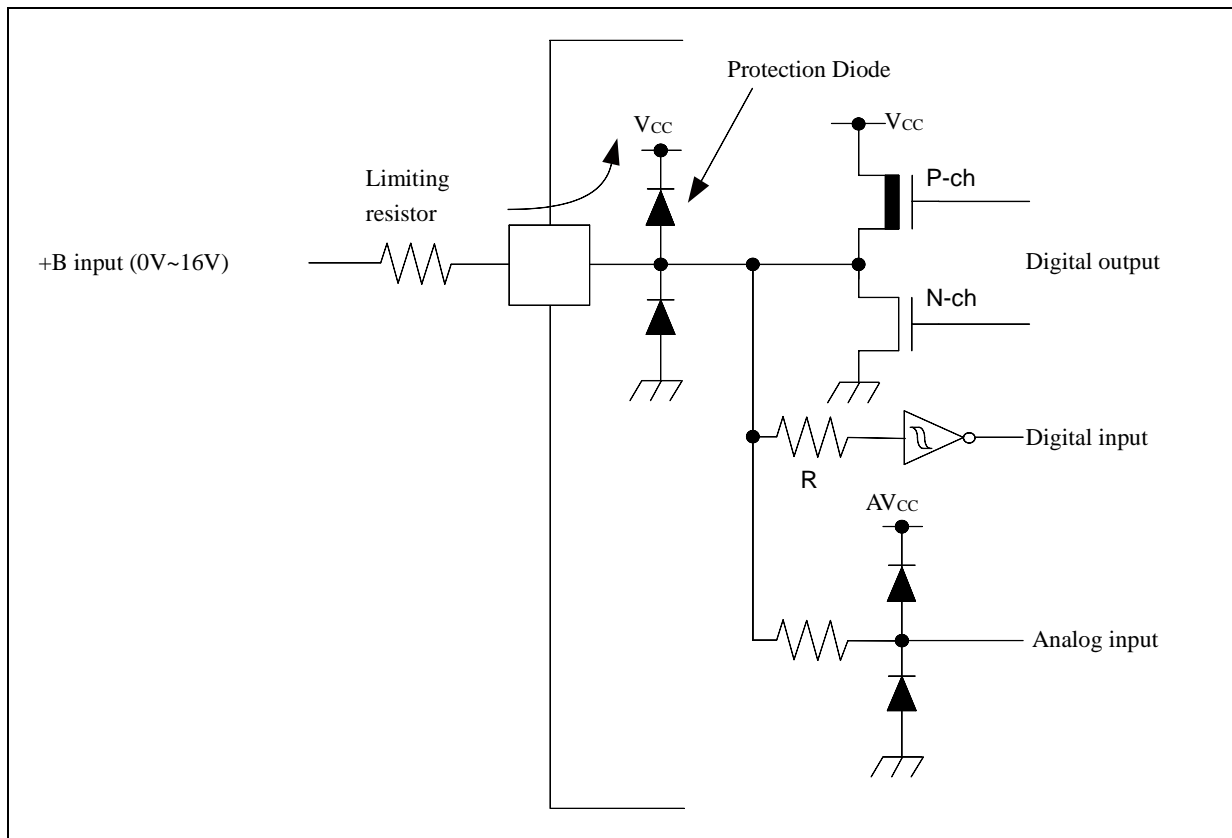 Protection Diode
VCC
VCC
Limiting
resistor
P-ch
+B input (0V~16V)
Digital output
N-ch
Digital input
R
AVCC
Analog input